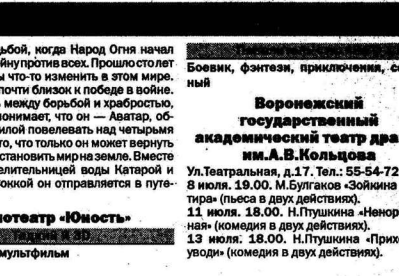 ьбой, когда Народ Огня начал
йну против всех. Прошло сто лет
ы что-то изменить в этом мире.
почти близок к победе в войне.
ь между борьбой и храбростью,
онимает, что он — Аватар, об-
илой повелевать над четырьмя
то, что только он может вернуть
становить мир на земле. Вместе
елительницей воды Катарой и
оккой он отправляется в путе-
нотеатр «Юность»
мультфильм
Боевик, фэнтези, приключения, се
ный
Воронежский
государственный
академический театр дра
им.А.В.Кольцова
Ул.Театральная, д.17. Тел.: 55-54-72
8 июля. 19.00. М.Булгаков «Зойкина
тира» (пьеса в двух действиях).
11 июля. 18.00. Н.Птушкина «Ненор
ная» (комедия в двух действиях).
13 июля. 18.00. Н.Птушкина «Прихо
уводи» (комедия в двух действиях).